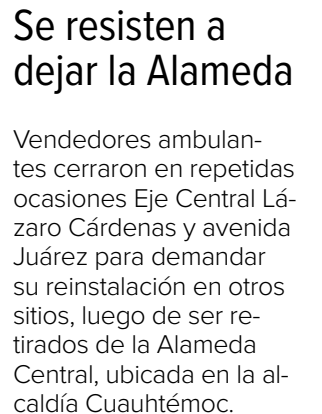 Se resisten a
dejar la Alameda
Vendedores ambulan-
tes cerraron en repetidas
ocasiones Eje Central Lá-
zaro Cárdenas y avenida
Juárez para demandar
su reinstalación en otros
sitios, luego de ser re-
tirados de la Alameda
Central, ubicada en la al-
caldía Cuauhtémoc.